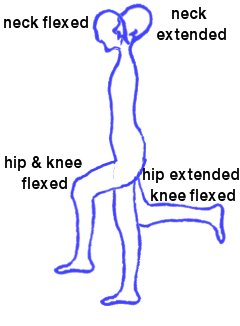 neck flexed
neck
extended
hip & knee
flexed
hip extended
knee flexed